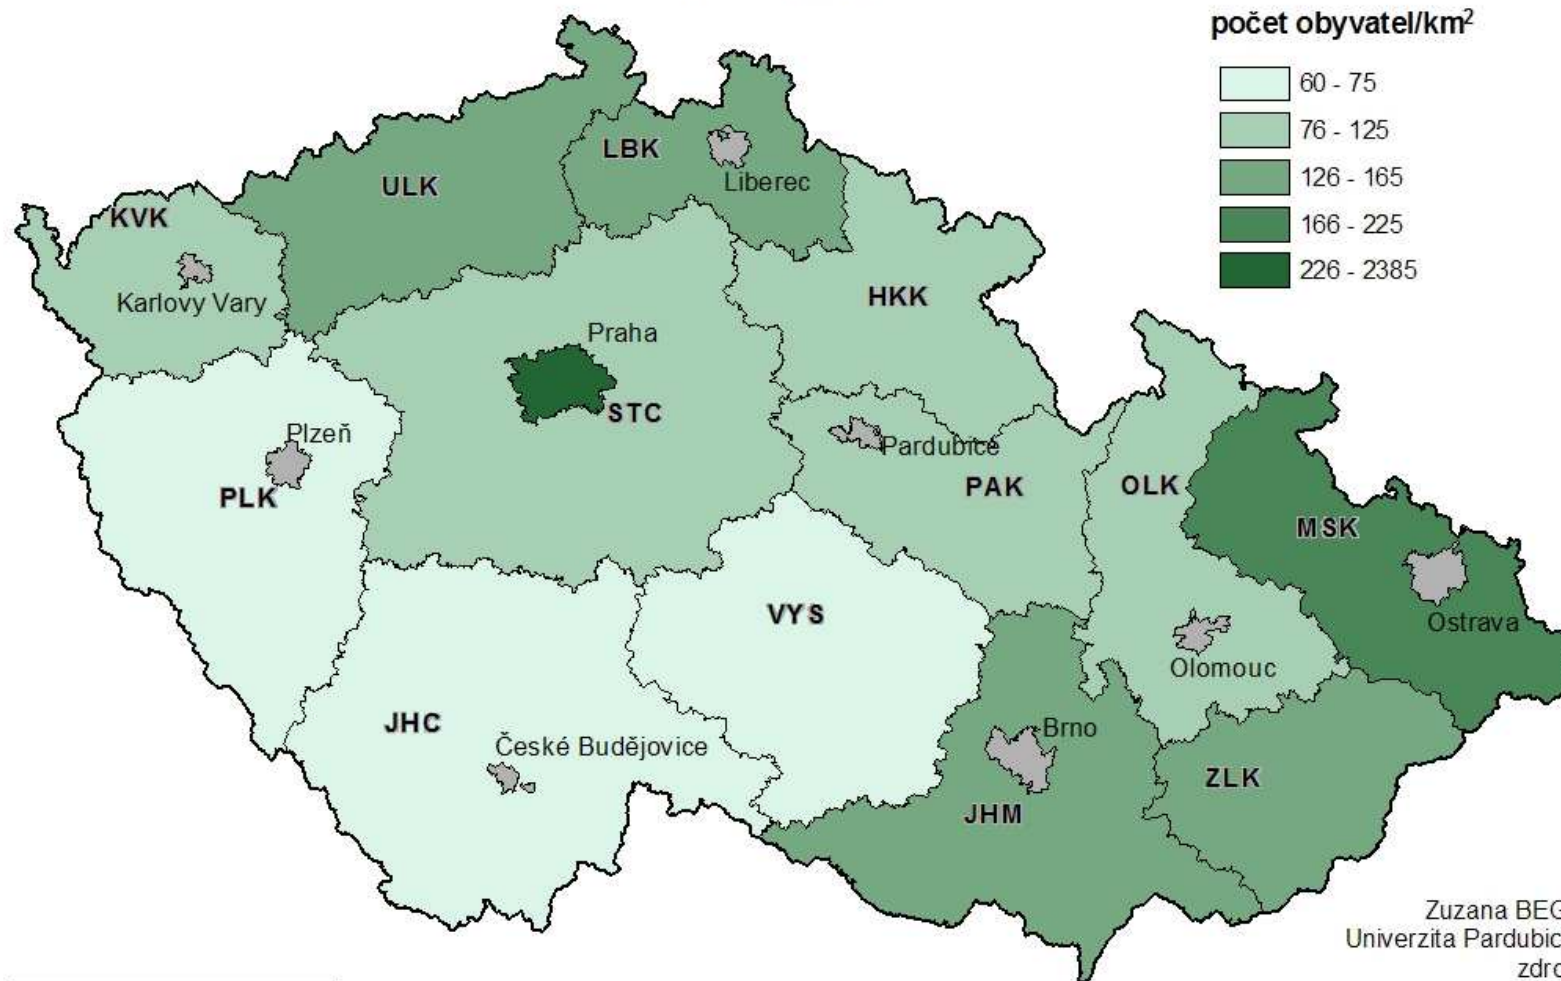 počet obyvatel/km²
60 - 75
76 - 125
126 - 165
166 - 225
226 - 2385
LBK
Liberec
ULK
KVK
Karlovy Vary
HKK
Praha
STC
Plzeň
Pardubice
PLK
PAK
OLK
MSK
VYS
Ostrava
Olomouc
JHC
České Budějovice
Brno
ZLK
JHM
Zuzana BEG
Univerzita Pardubic
zdro